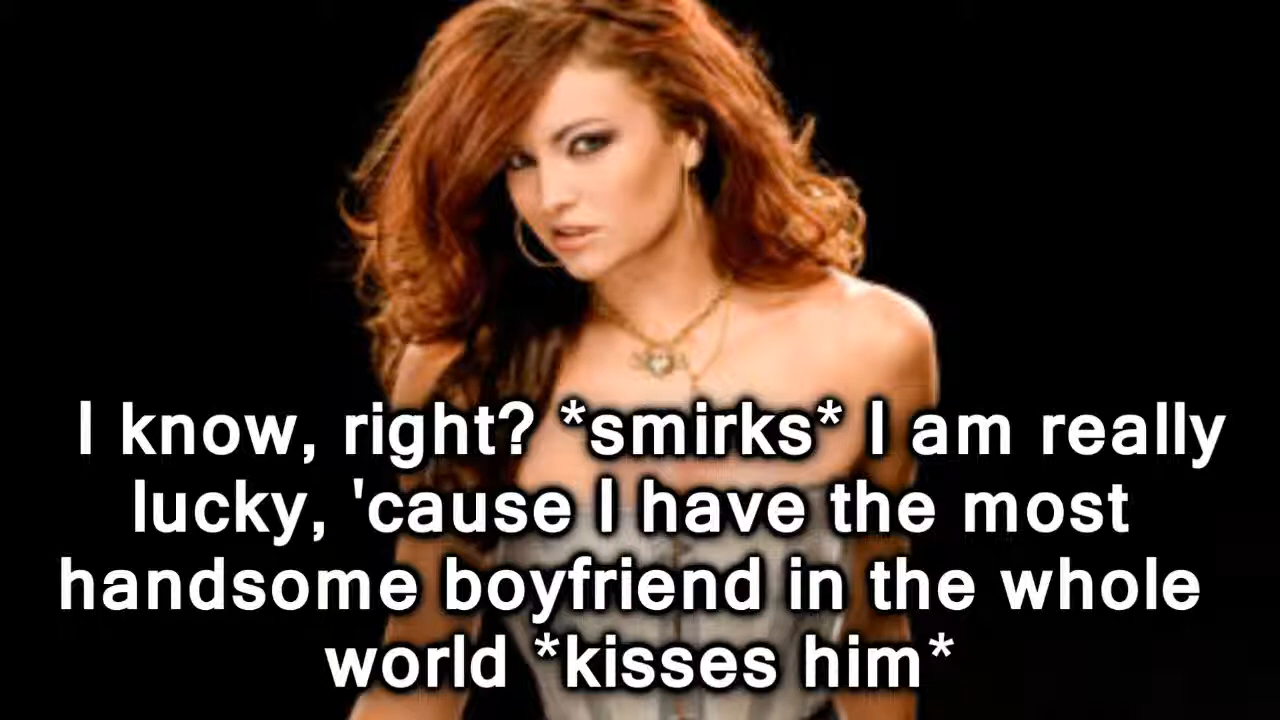 I know, right? *smirks* I am really
lucky, 'cause I have the most
handsome boyfriend in the whole
world *kisses him*